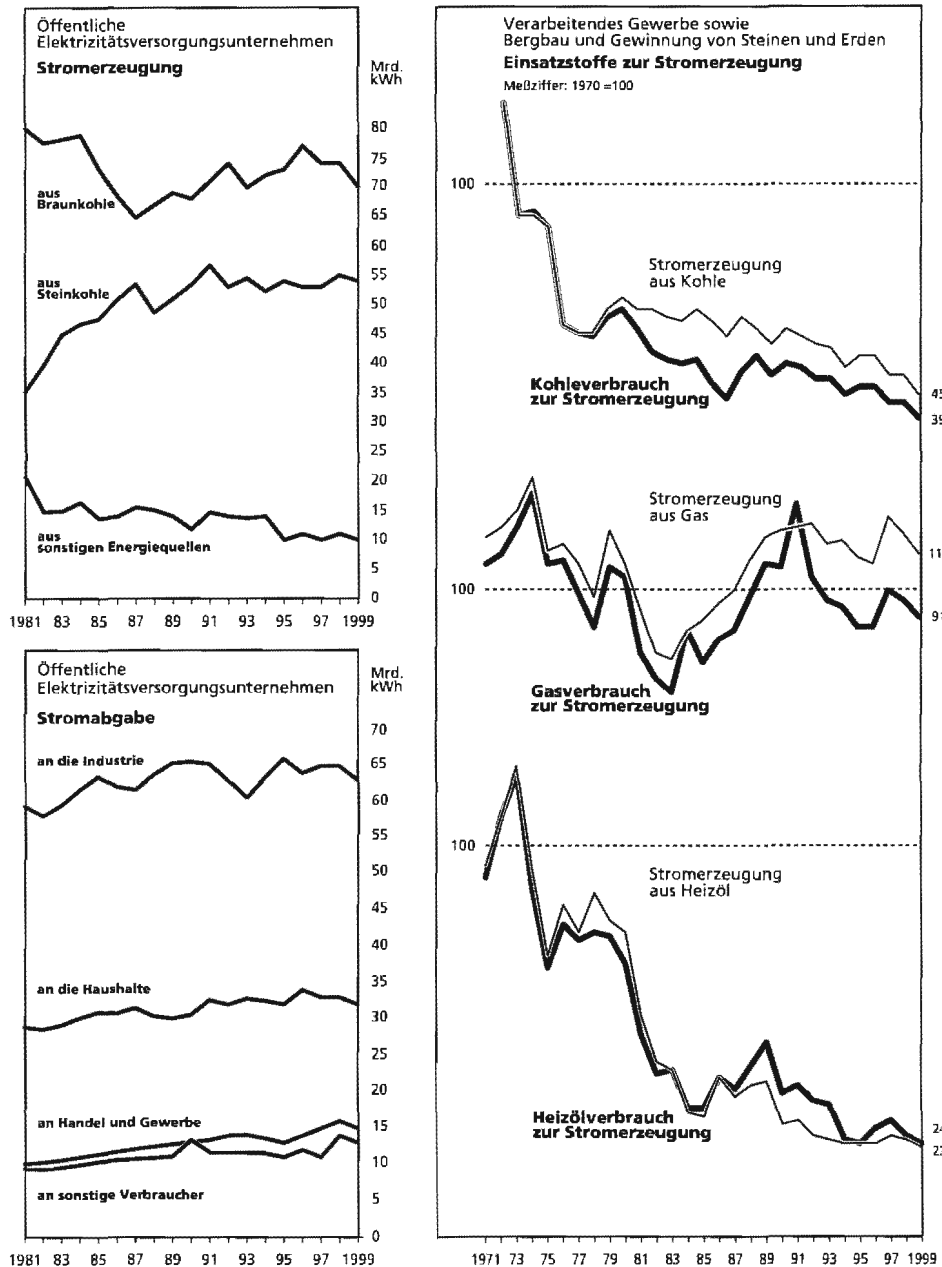 Öffentliche
Elektrizitätsversorgungsunternehmen
Stromerzeugung
Mrd.
kWh
80
75
70
65
60
55
50
45
40
35
30
25
20
15
10
5
0
aus
Braunkohle
aus
Steinkohle
aus
sonstigen Energiequellen
1981 83 85 87 89 91 93 95 97 1999
Öffentliche
Elektrizitätsversorgungsunternehmen
Stromabgabe
Mrd.
kWh
70
65
60
55
50
45
40
35
30
25
20
15
10
5
0
an die Industrie
an die Haushalte
an Handel und Gewerbe
an sonstige Verbraucher
1981 83 85 87 89 91 93 95 97 1999
Verarbeitendes Gewerbe sowie
Bergbau und Gewinnung von Steinen und Erden
Einsatzstoffe zur Stromerzeugung
Meßziffer: 1970 =100
100
Stromerzeugung
aus Kohle
Kohleverbrauch
zur Stromerzeugung
39
Stromerzeugung
aus Gas
100
Gasverbrauch
zur Stromerzeugung
100
Stromerzeugung
aus Heizöl
Heizölverbrauch
zur Stromerzeugung
24
1971 73 75 77 79 81 83 85 87 89 91 93 95 97 1999